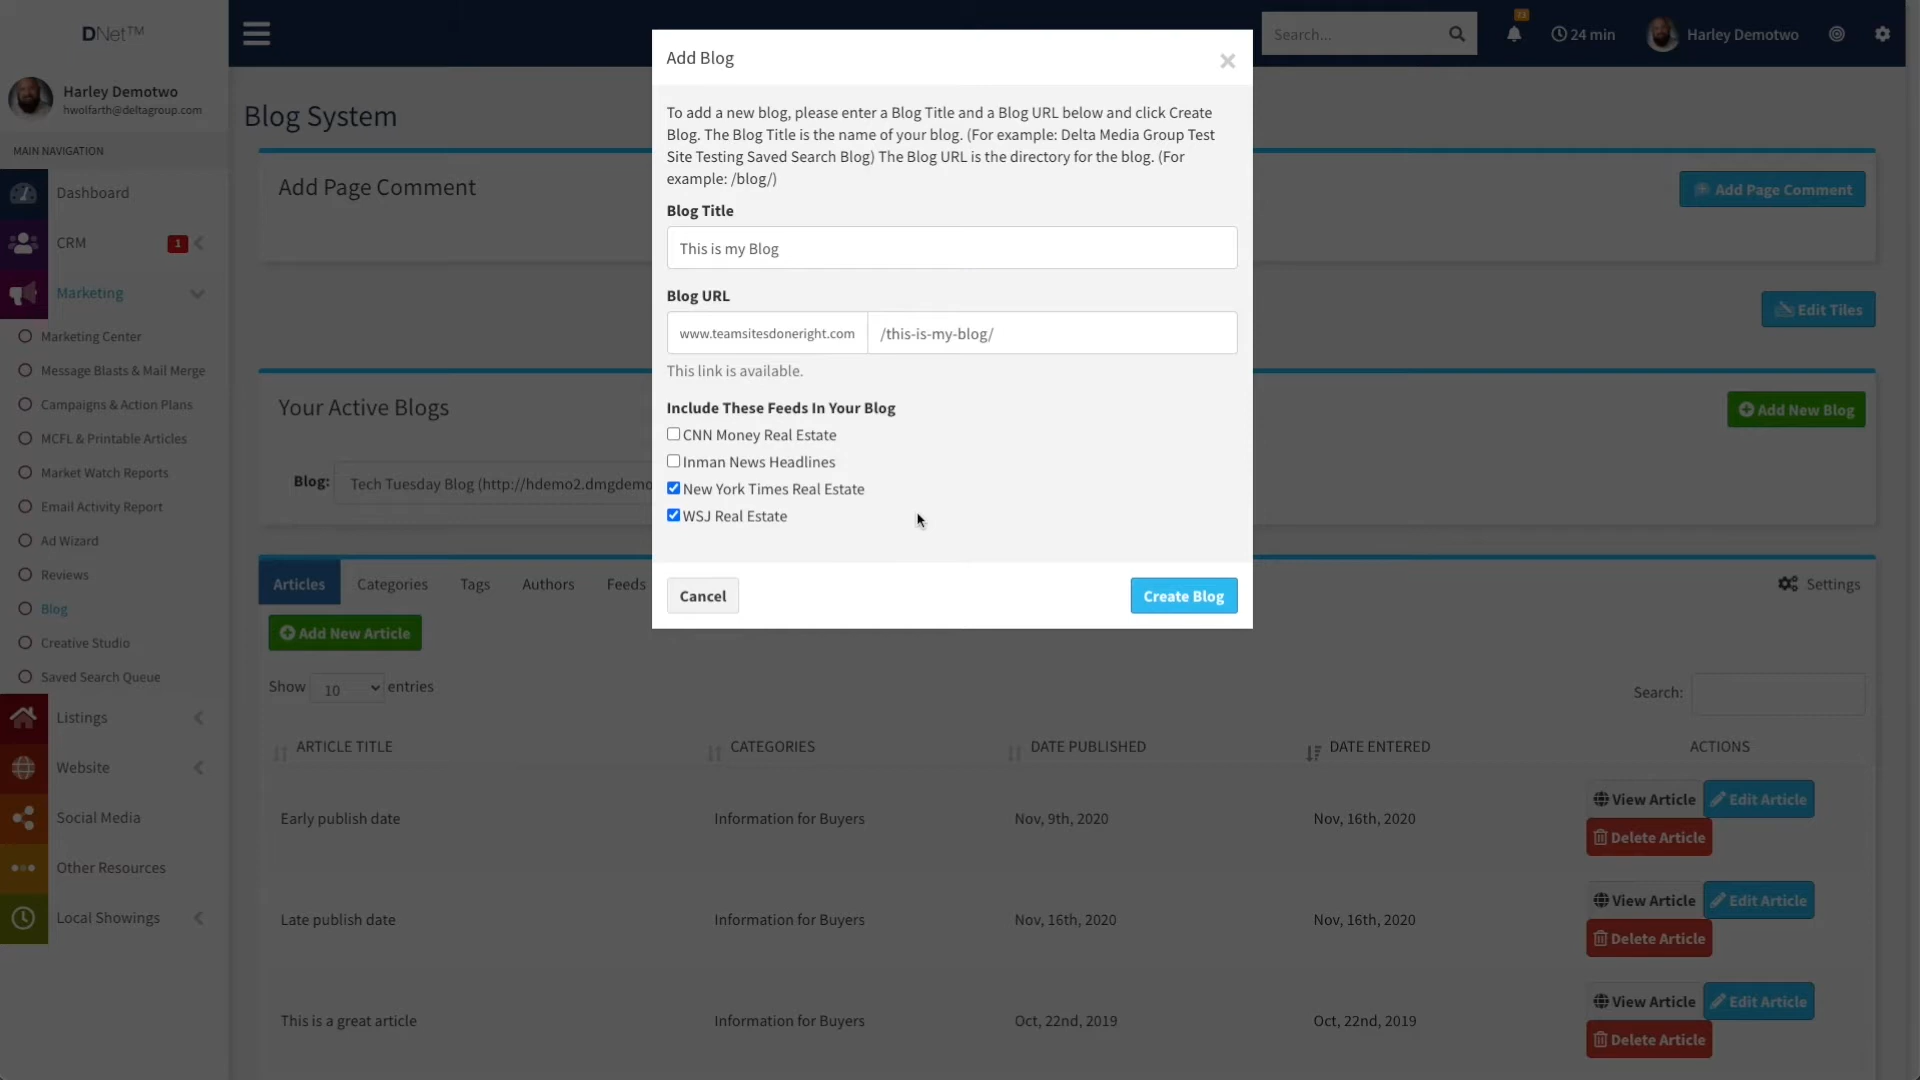 DNet™
Search...
73
24 min
Harley Demotwo
Harley Demotwo
hwolfarth@deltagroup.com
MAIN NAVIGATION
Dashboard
CRM
1
Marketing
Marketing Center
Message Blasts & Mail Merge
Campaigns & Action Plans
MCFL & Printable Articles
Market Watch Reports
Email Activity Report
Ad Wizard
Reviews
Blog
Creative Studio
Saved Search Queue
Listings
Website
Social Media
Other Resources
Local Showings
Blog System
Add Page Comment
Add Page Comment
Edit Tiles
Your Active Blogs
Add New Blog
Blog:
Tech Tuesday Blog (http://hdemo2.dmgdemo
Add Blog
×
To add a new blog, please enter a Blog Title and a Blog URL below and click Create
Blog. The Blog Title is the name of your blog. (For example: Delta Media Group Test
Site Testing Saved Search Blog) The Blog URL is the directory for the blog. (For
example: /blog/)
Blog Title
This is my Blog
Blog URL
www.teamsitesdoneright.com
/this-is-my-blog/
This link is available.
Include These Feeds In Your Blog
CNN Money Real Estate
Inman News Headlines
New York Times Real Estate
WSJ Real Estate
Cancel
Create Blog
Articles
Categories
Tags
Authors
Feeds
Settings
Add New Article
Show 10 entries
Search:
ARTICLE TITLE
CATEGORIES
DATE PUBLISHED
DATE ENTERED
ACTIONS
Early publish date
Information for Buyers
Nov, 9th, 2020
Nov, 16th, 2020
View Article
Edit Article
Delete Article
Late publish date
Information for Buyers
Nov, 16th, 2020
Nov, 16th, 2020
View Article
Edit Article
Delete Article
This is a great article
Information for Buyers
Oct, 22nd, 2019
Oct, 22nd, 2019
View Article
Edit Article
Delete Article